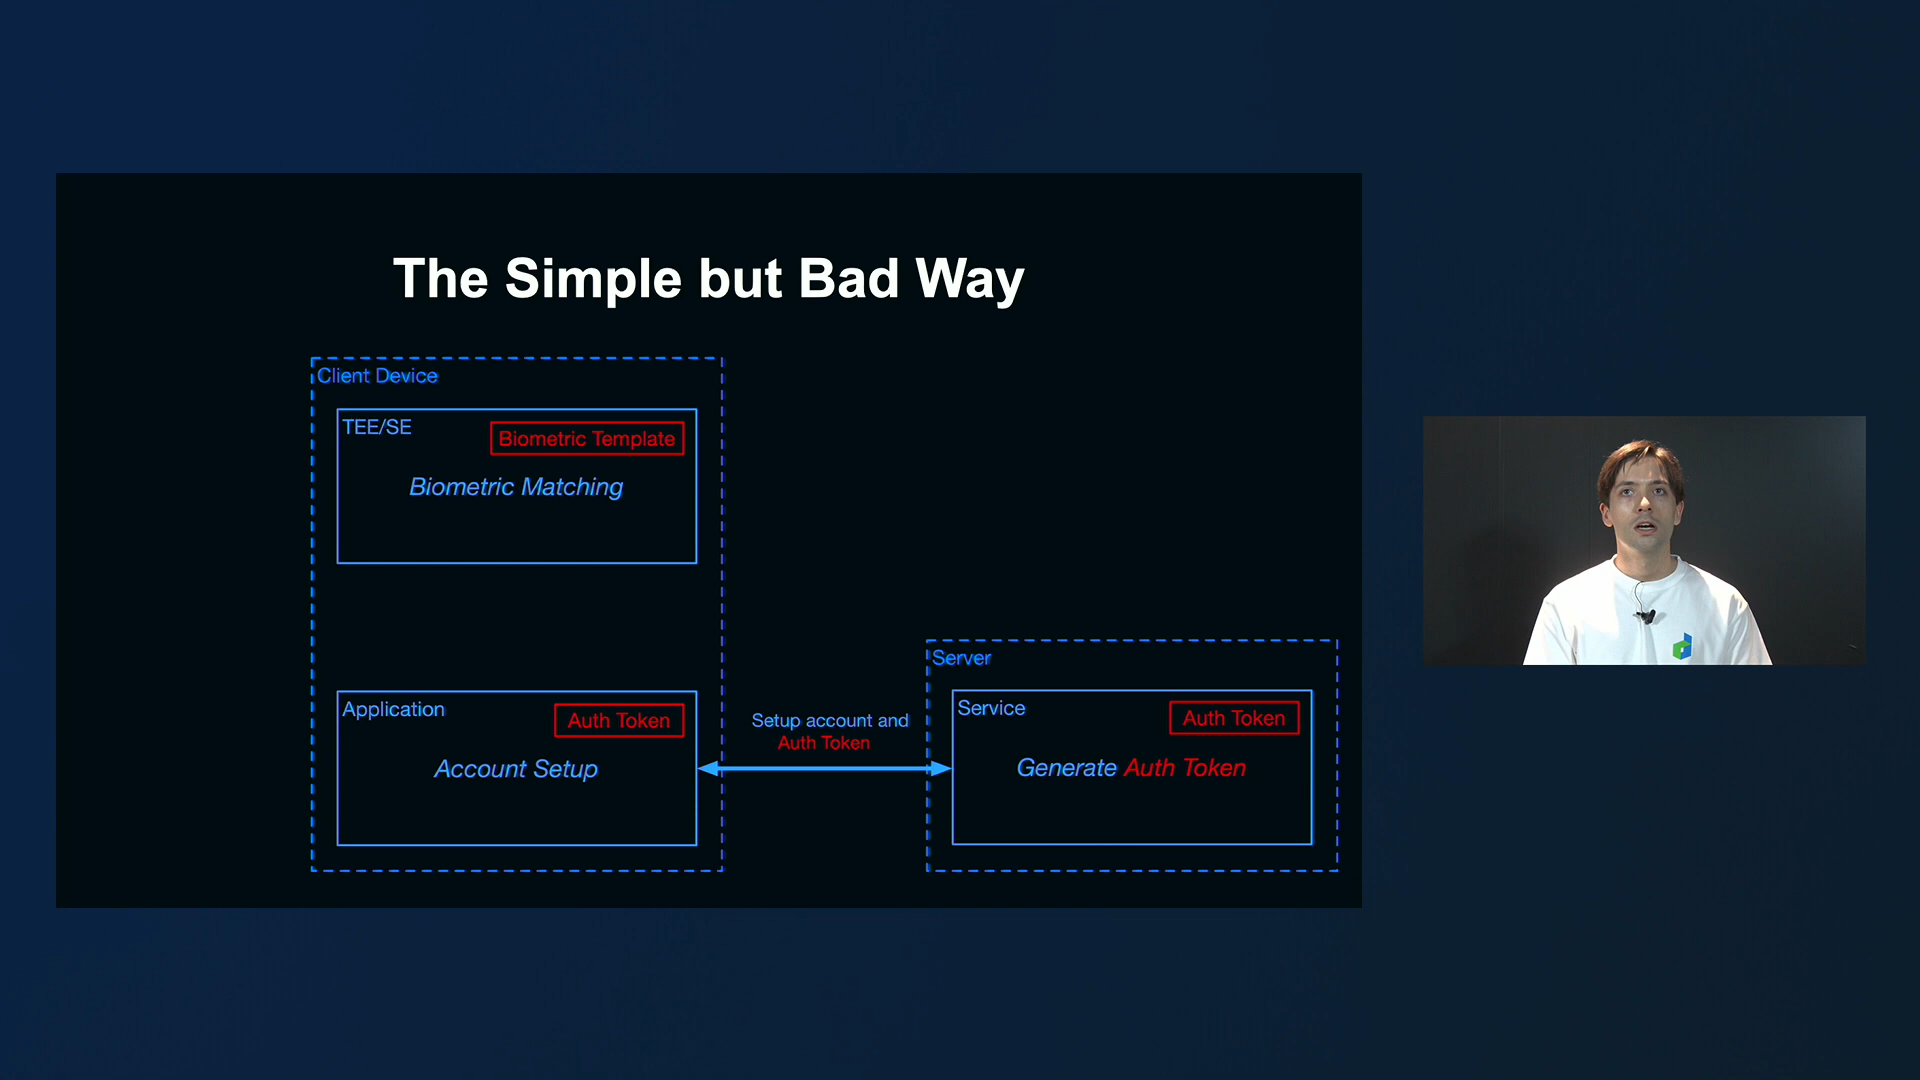 The Simple but Bad Way
Client Device
TEE/SE
Biometric Template
Biometric Matching
Application
Auth Token
Account Setup
Setup account and
Auth Token
Server
Service
Auth Token
Generate Auth Token